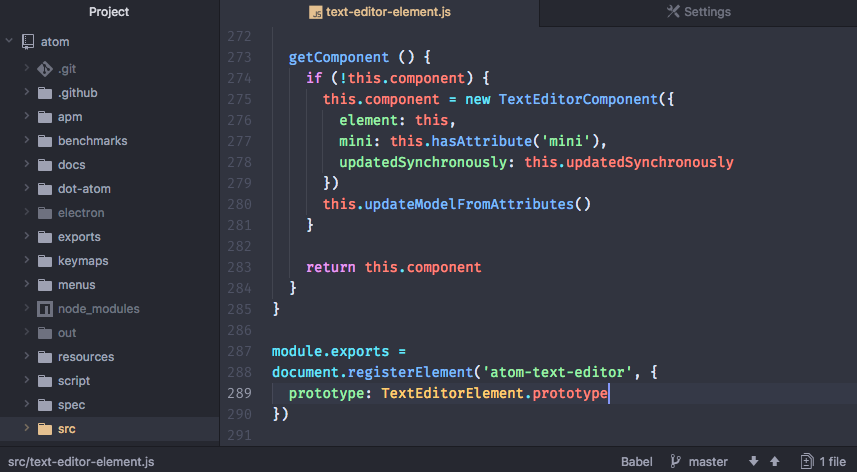 Project
text-editor-element.js
Settings
atom
.git
.github
apm
benchmarks
docs
dot-atom
electron
exports
keymaps
menus
node_modules
out
resources
script
spec
src
272
273 getComponent () {
274 if (!this.component) {
275 this.component = new TextEditorComponent({
276 element: this,
277 mini: this.hasAttribute('mini'),
278 updatedSynchronously: this.updatedSynchronously
279 })
280 this.updateModelFromAttributes()
281 }
282
283 return this.component
284 }
285 }
286
287 module.exports =
288 document.registerElement('atom-text-editor', {
289 prototype: TextEditorElement.prototype
290 })
291
src/text-editor-element.js
Babel
master
1 file